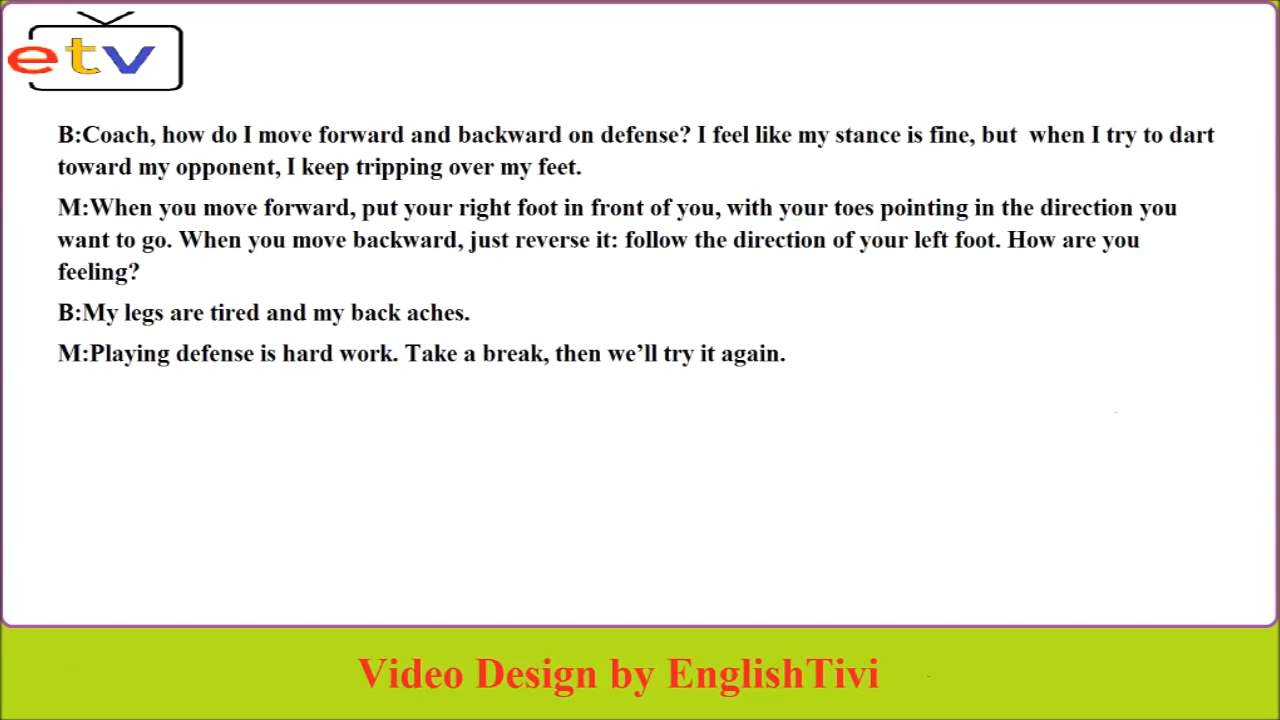 etv
B:Coach, how do I move forward and backward on defense? I feel like my stance is fine, but  when I try to dart
toward my opponent, I keep tripping over my feet.
M:When you move forward, put your right foot in front of you, with your toes pointing in the direction you
want to go. When you move backward, just reverse it: follow the direction of your left foot. How are you
feeling?
B:My legs are tired and my back aches.
M:Playing defense is hard work. Take a break, then we’ll try it again.
Video Design by EnglishTivi